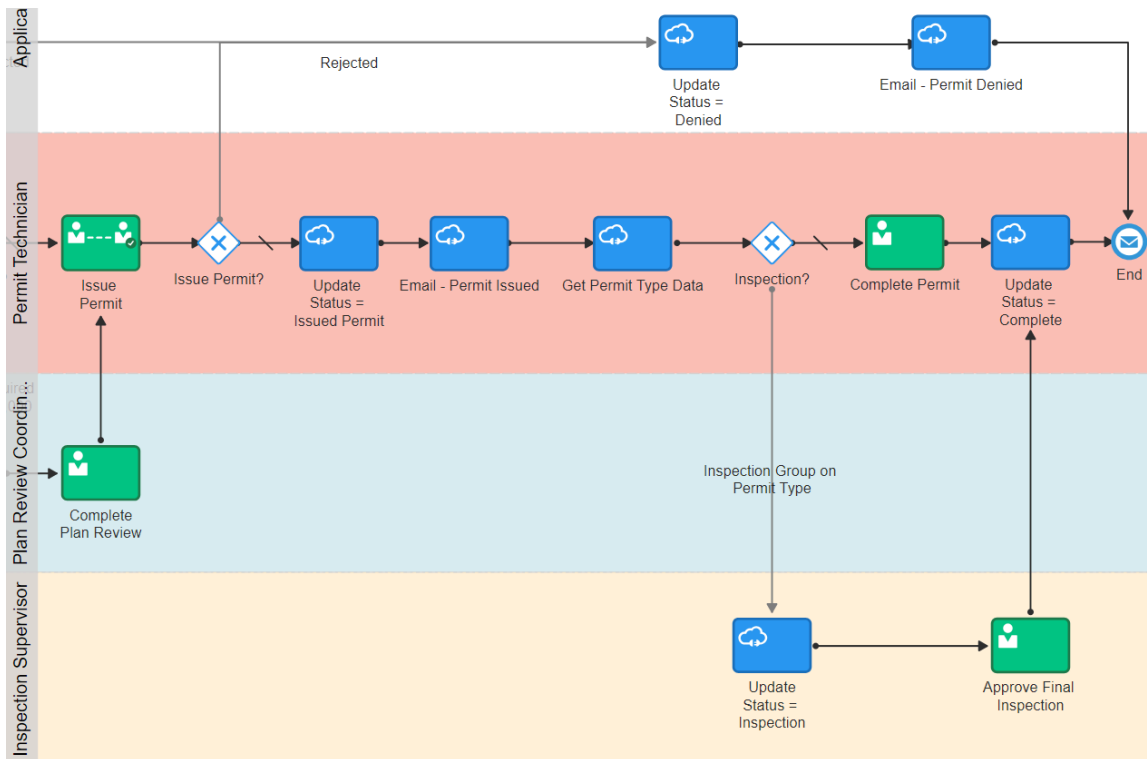 Applica
Rejected
Update
Status =
Denied
Email - Permit Denied
Permit Technician
Issue
Permit
Issue Permit?
Update
Status =
Issued Permit
Email - Permit Issued
Get Permit Type Data
Inspection?
Complete Permit
Update
Status =
Complete
End
Plan Review Coordin...
uired
Complete
Plan Review
Inspection Group on
Permit Type
Inspection Supervisor
Update
Status =
Inspection
Approve Final
Inspection